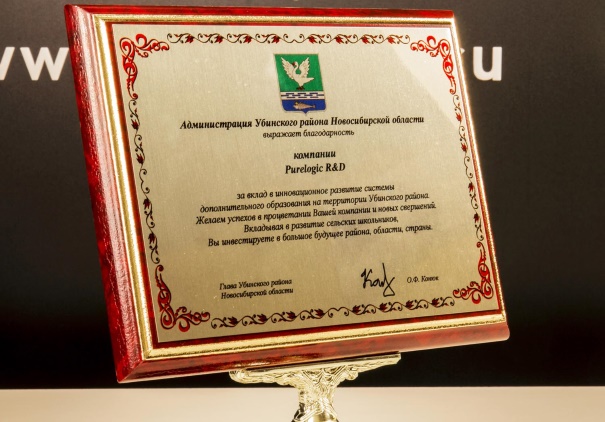 www. ru
Администрация Убинского района Новосибирской области
выражает благодарность
компании
Purelogic R&D
за вклад в инновационное развитие системы
дополнительного образования на территории Убинского района.
Желаем успехов в процветании Вашей компании и новых свершений.
Вкладывая в развитие сельских школьников,
Вы инвестируете в большое будущее района, области, страны.
Глава Убинского района
Новосибирской области
О.Ф. Конюк